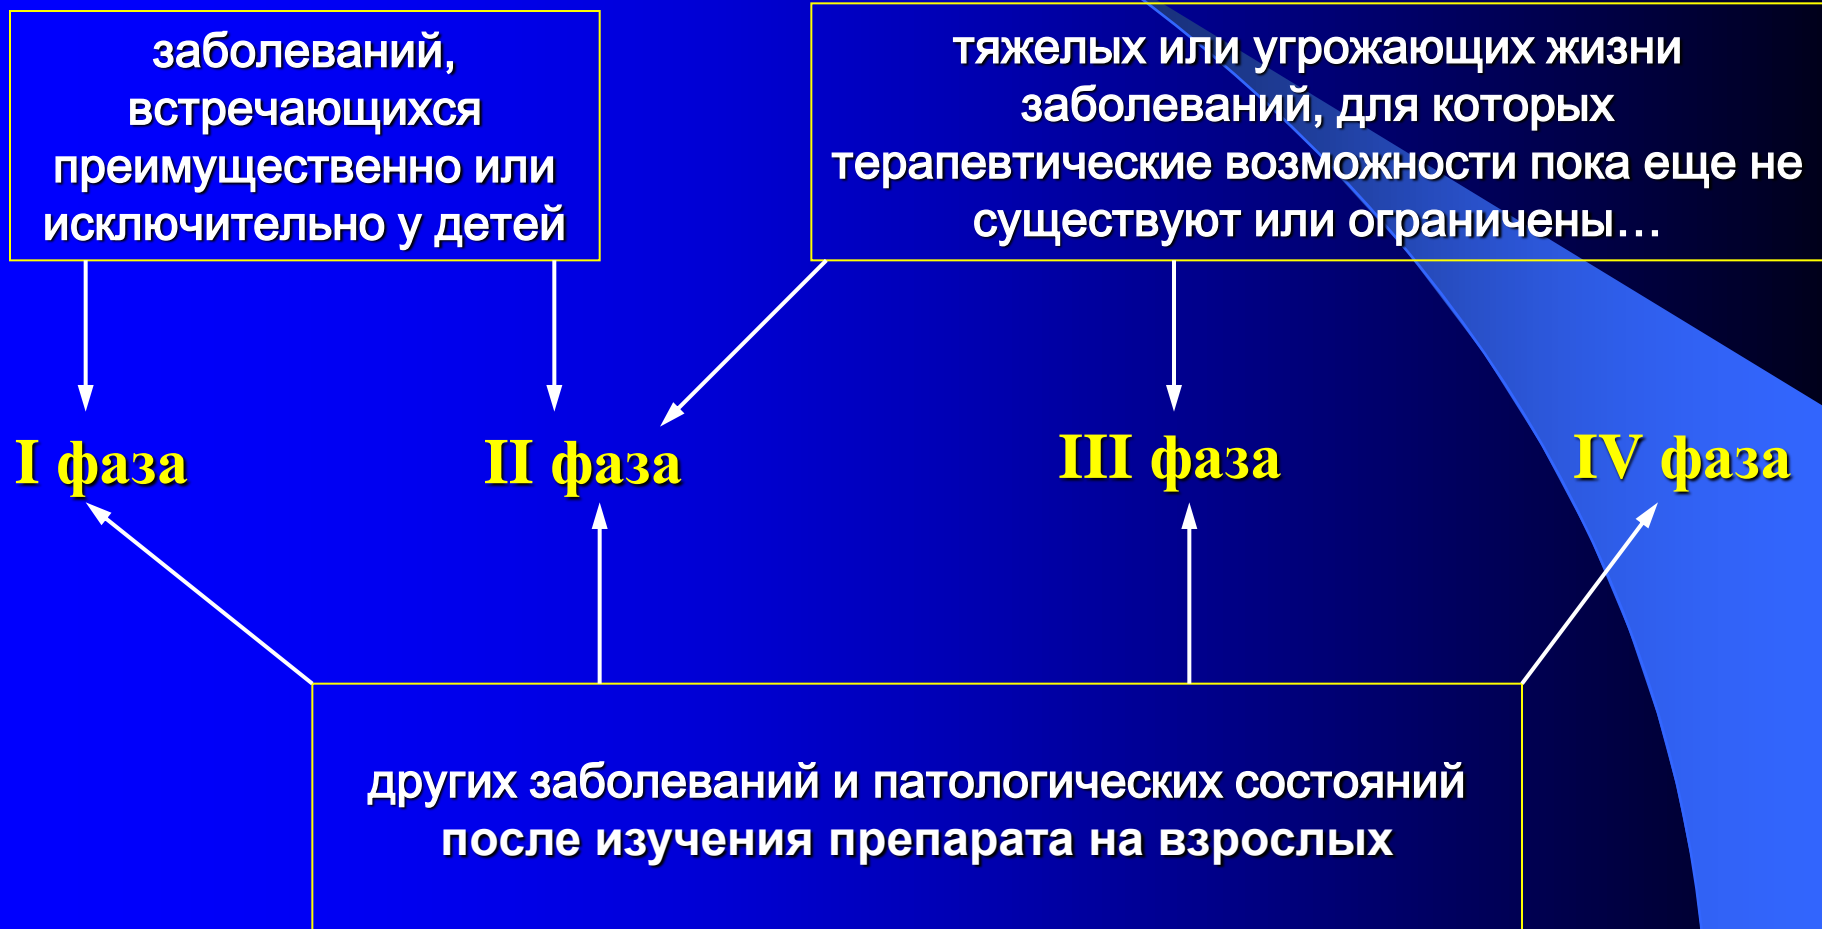 заболеваний,
встречающихся
преимущественно или
исключительно у детей
тяжелых или угрожающих жизни
заболеваний, для которых
терапевтические возможности пока еще не
существуют или ограничены…
I фаза
II фаза
III фаза
IV фаза
других заболеваний и патологических состояний
после изучения препарата на взрослых